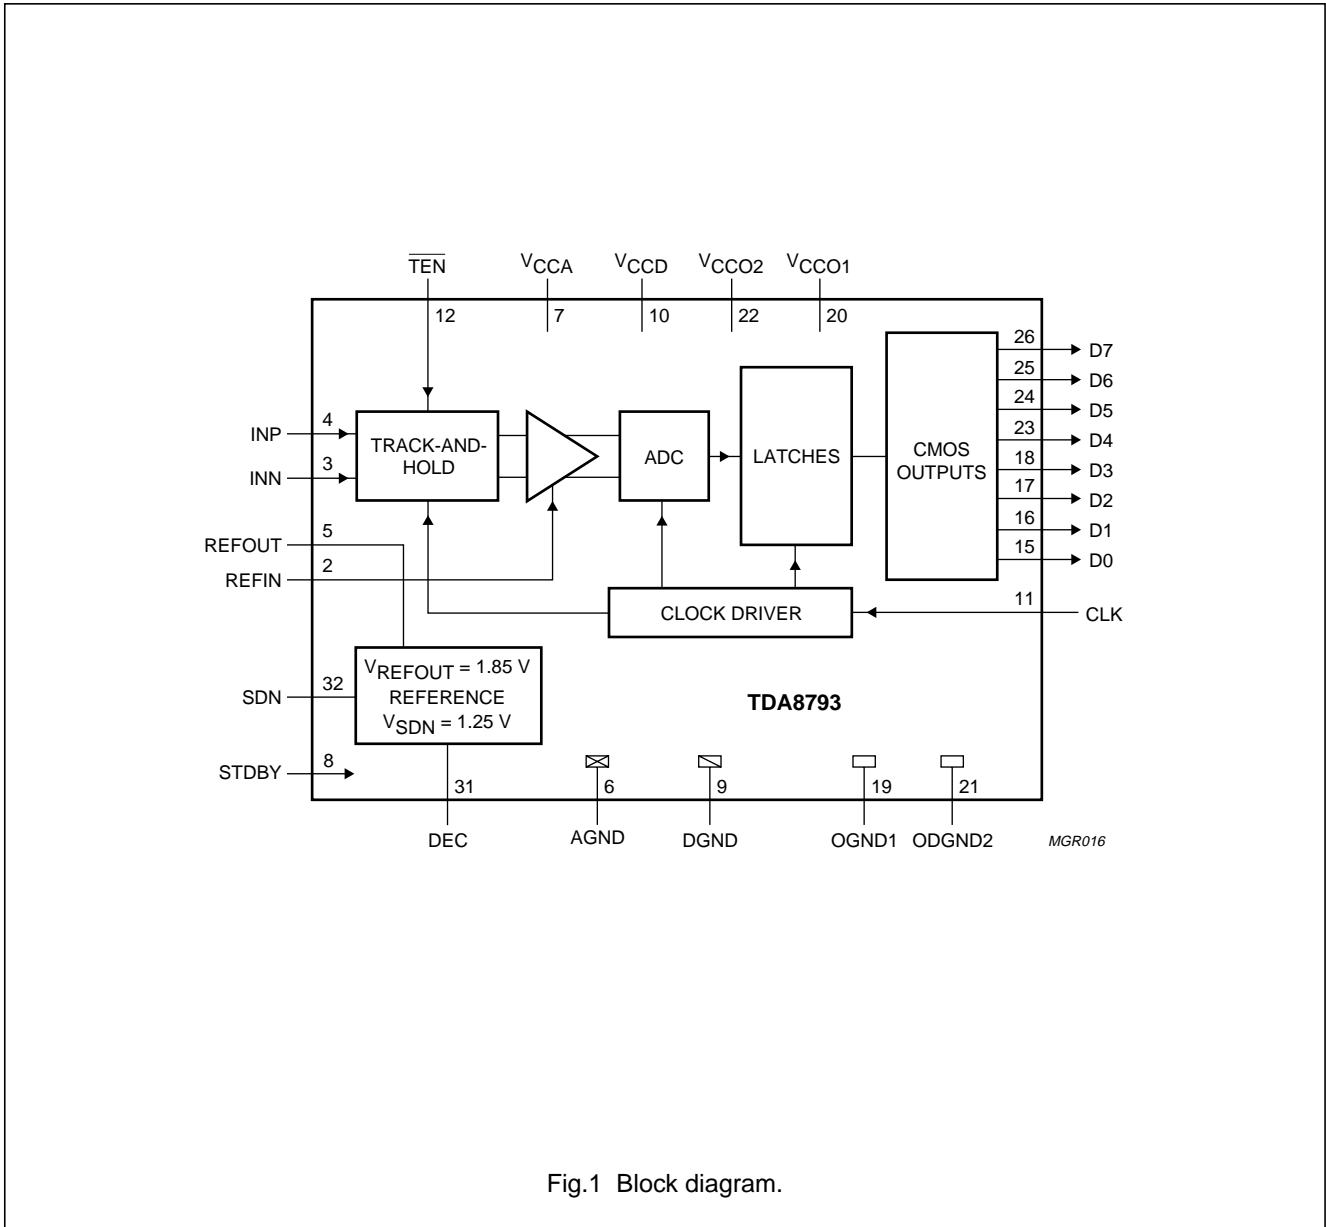 TEN VCCA VCCD VCCO2 VCCO1
12 7 10 22 20
26 D7
25 D6
24 D5
23 D4
18 D3
17 D2
16 D1
15 D0
INP 4
INN 3
TRACK-AND-
HOLD
ADC
LATCHES
CMOS
OUTPUTS
REFOUT 5
REFIN 2
CLOCK DRIVER
11 CLK
VREFOUT = 1.85 V
REFERENCE
VSDN = 1.25 V
SDN 32
TDA8793
STDBY 8
31 6 9 19 21
DEC AGND DGND OGND1 ODGND2
MGR016
Fig.1 Block diagram.